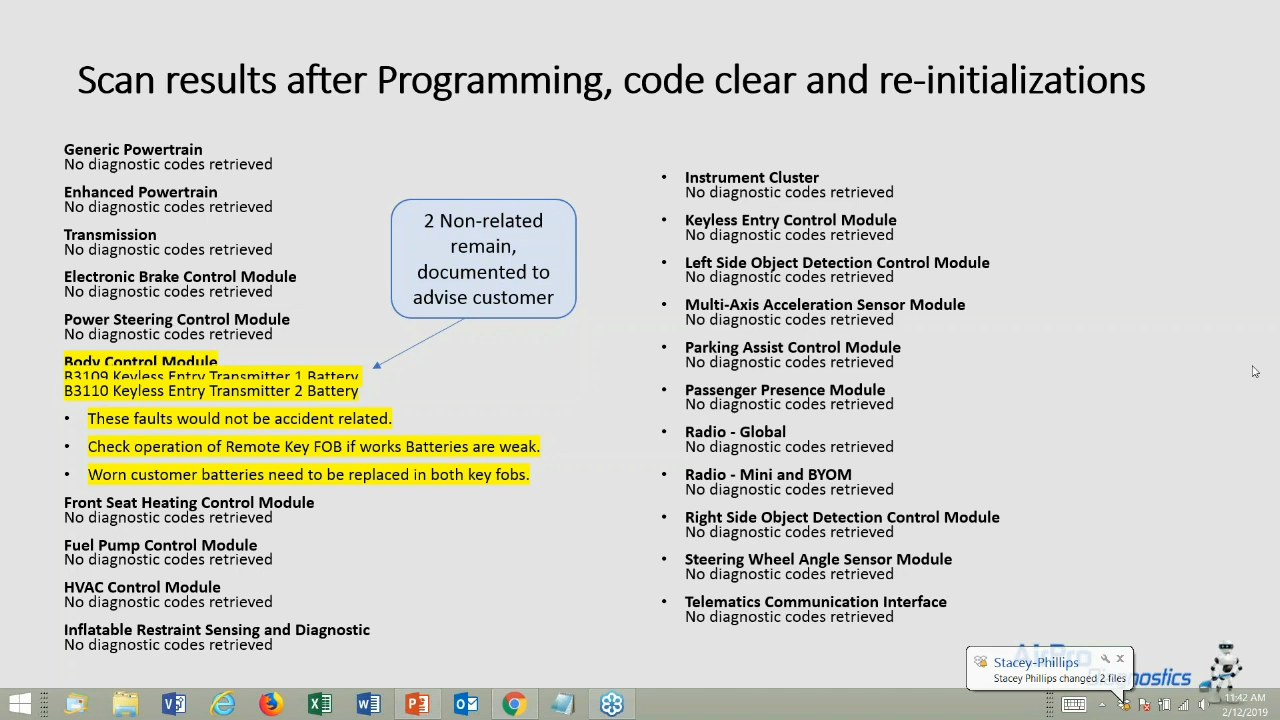 Scan results after Programming, code clear and re-initializations
Generic Powertrain
No diagnostic codes retrieved
Enhanced Powertrain
No diagnostic codes retrieved
Transmission
No diagnostic codes retrieved
Electronic Brake Control Module
No diagnostic codes retrieved
Power Steering Control Module
No diagnostic codes retrieved
Body Control Module
B3109 Keyless Entry Transmitter 1 Battery
B3110 Keyless Entry Transmitter 2 Battery
• These faults would not be accident related.
• Check operation of Remote Key FOB if works Batteries are weak.
• Worn customer batteries need to be replaced in both key fobs.
Front Seat Heating Control Module
No diagnostic codes retrieved
Fuel Pump Control Module
No diagnostic codes retrieved
HVAC Control Module
No diagnostic codes retrieved
Inflatable Restraint Sensing and Diagnostic
No diagnostic codes retrieved
2 Non-related
remain,
documented to
advise customer
• Instrument Cluster
No diagnostic codes retrieved
• Keyless Entry Control Module
No diagnostic codes retrieved
• Left Side Object Detection Control Module
No diagnostic codes retrieved
• Multi-Axis Acceleration Sensor Module
No diagnostic codes retrieved
• Parking Assist Control Module
No diagnostic codes retrieved
• Passenger Presence Module
No diagnostic codes retrieved
• Radio - Global
No diagnostic codes retrieved
• Radio - Mini and BYOM
No diagnostic codes retrieved
• Right Side Object Detection Control Module
No diagnostic codes retrieved
• Steering Wheel Angle Sensor Module
No diagnostic codes retrieved
• Telematics Communication Interface
No diagnostic codes retrieved
Stacey-Phillips
Stacey Phillips changed 2 files
11:42 AM
2/12/2019